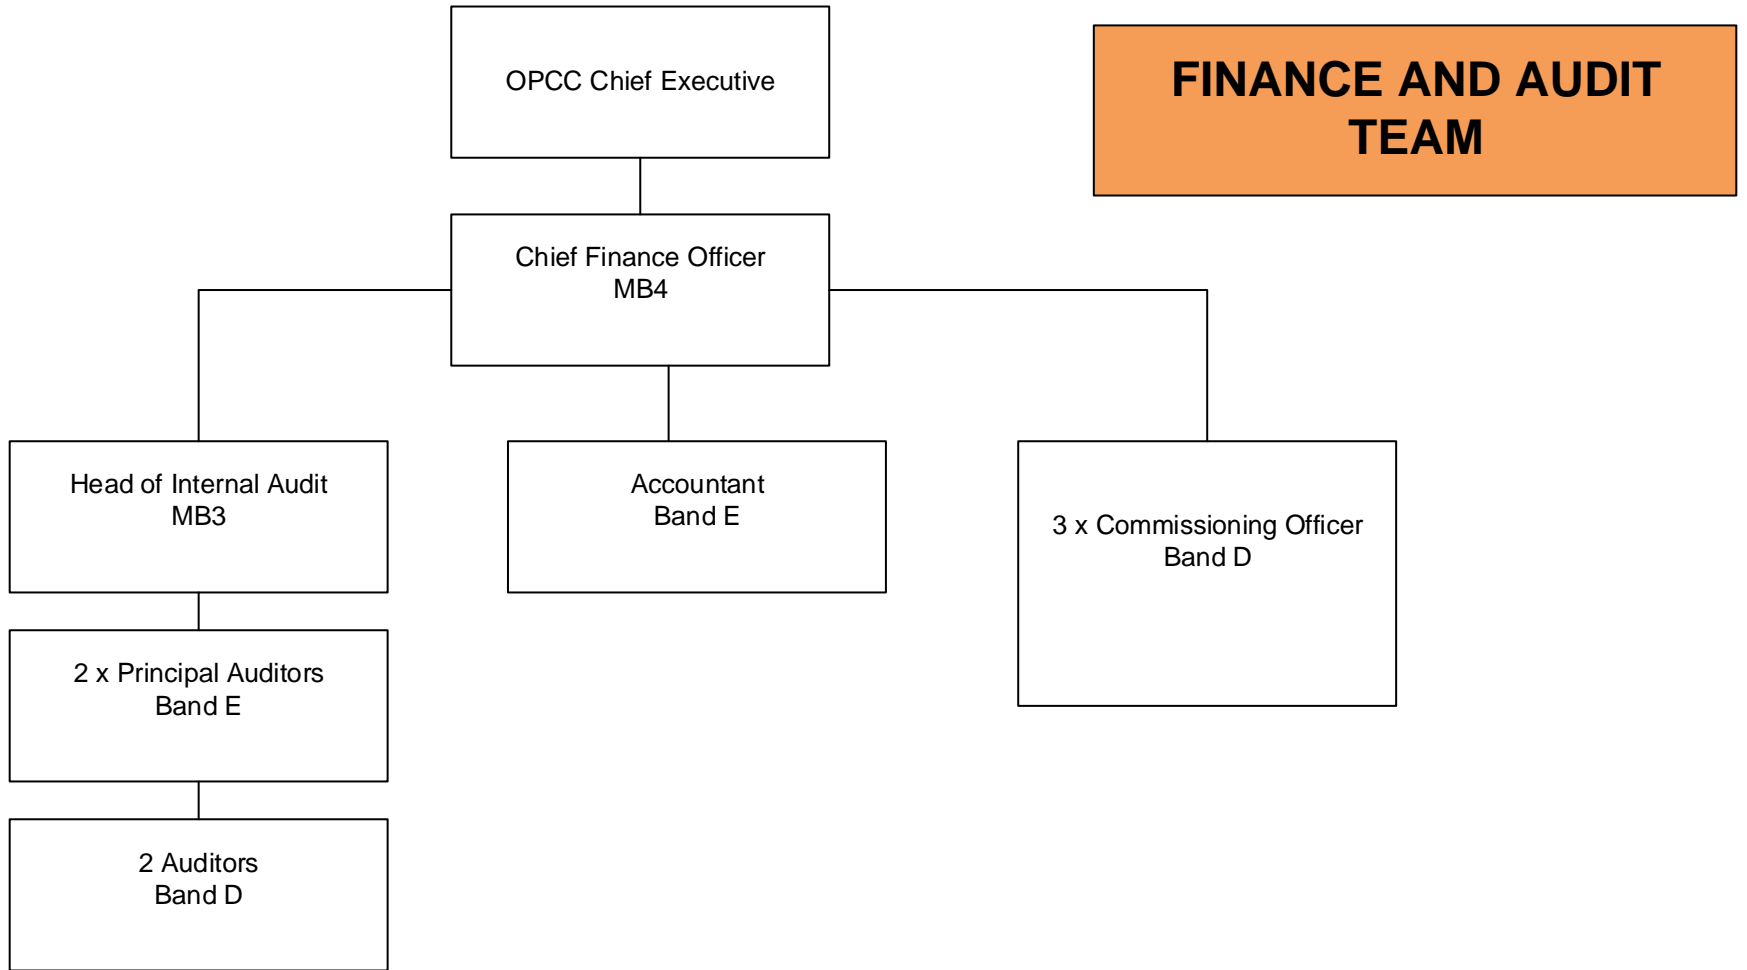 OPCC Chief Executive
FINANCE AND AUDIT
TEAM
Chief Finance Officer
MB4
Head of Internal Audit
MB3
Accountant
Band E
3 x Commissioning Officer
Band D
2 x Principal Auditors
Band E
2 Auditors
Band D